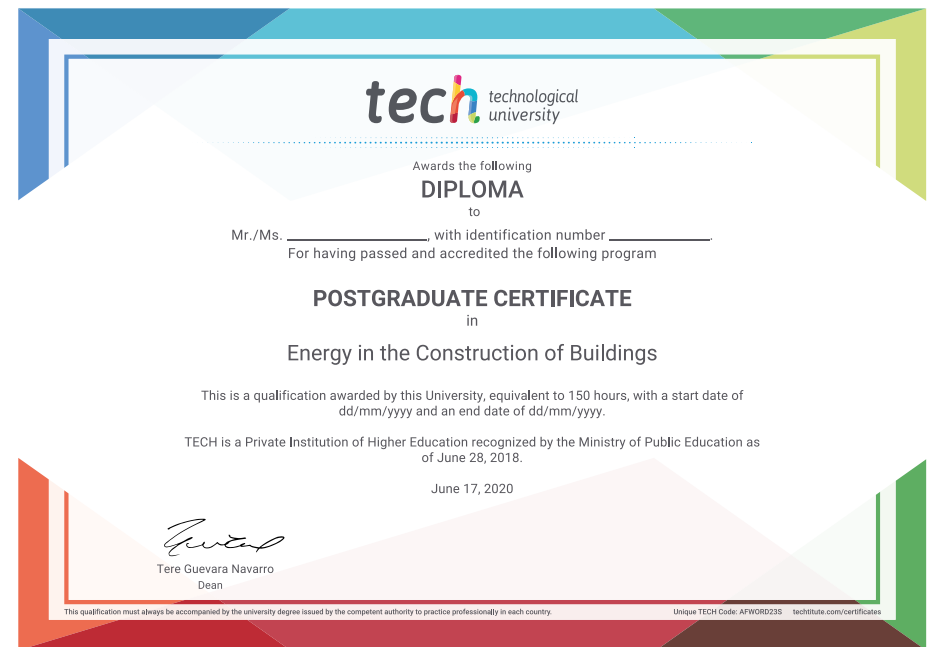 tech technological
university
Awards the following
DIPLOMA
to
Mr./Ms. ____________________, with identification number ______________.
For having passed and accredited the following program
POSTGRADUATE CERTIFICATE
in
Energy in the Construction of Buildings
This is a qualification awarded by this University, equivalent to 150 hours, with a start date of
dd/mm/yyyy and an end date of dd/mm/yyyy.
TECH is a Private Institution of Higher Education recognized by the Ministry of Public Education as
of June 28, 2018.
June 17, 2020
Tere Guevara Navarro
Dean
This qualification must always be accompanied by the university degree issued by the competent authority to practice professionally in each country.
Unique TECH Code: AFWORD23S techtitute.com/certificates